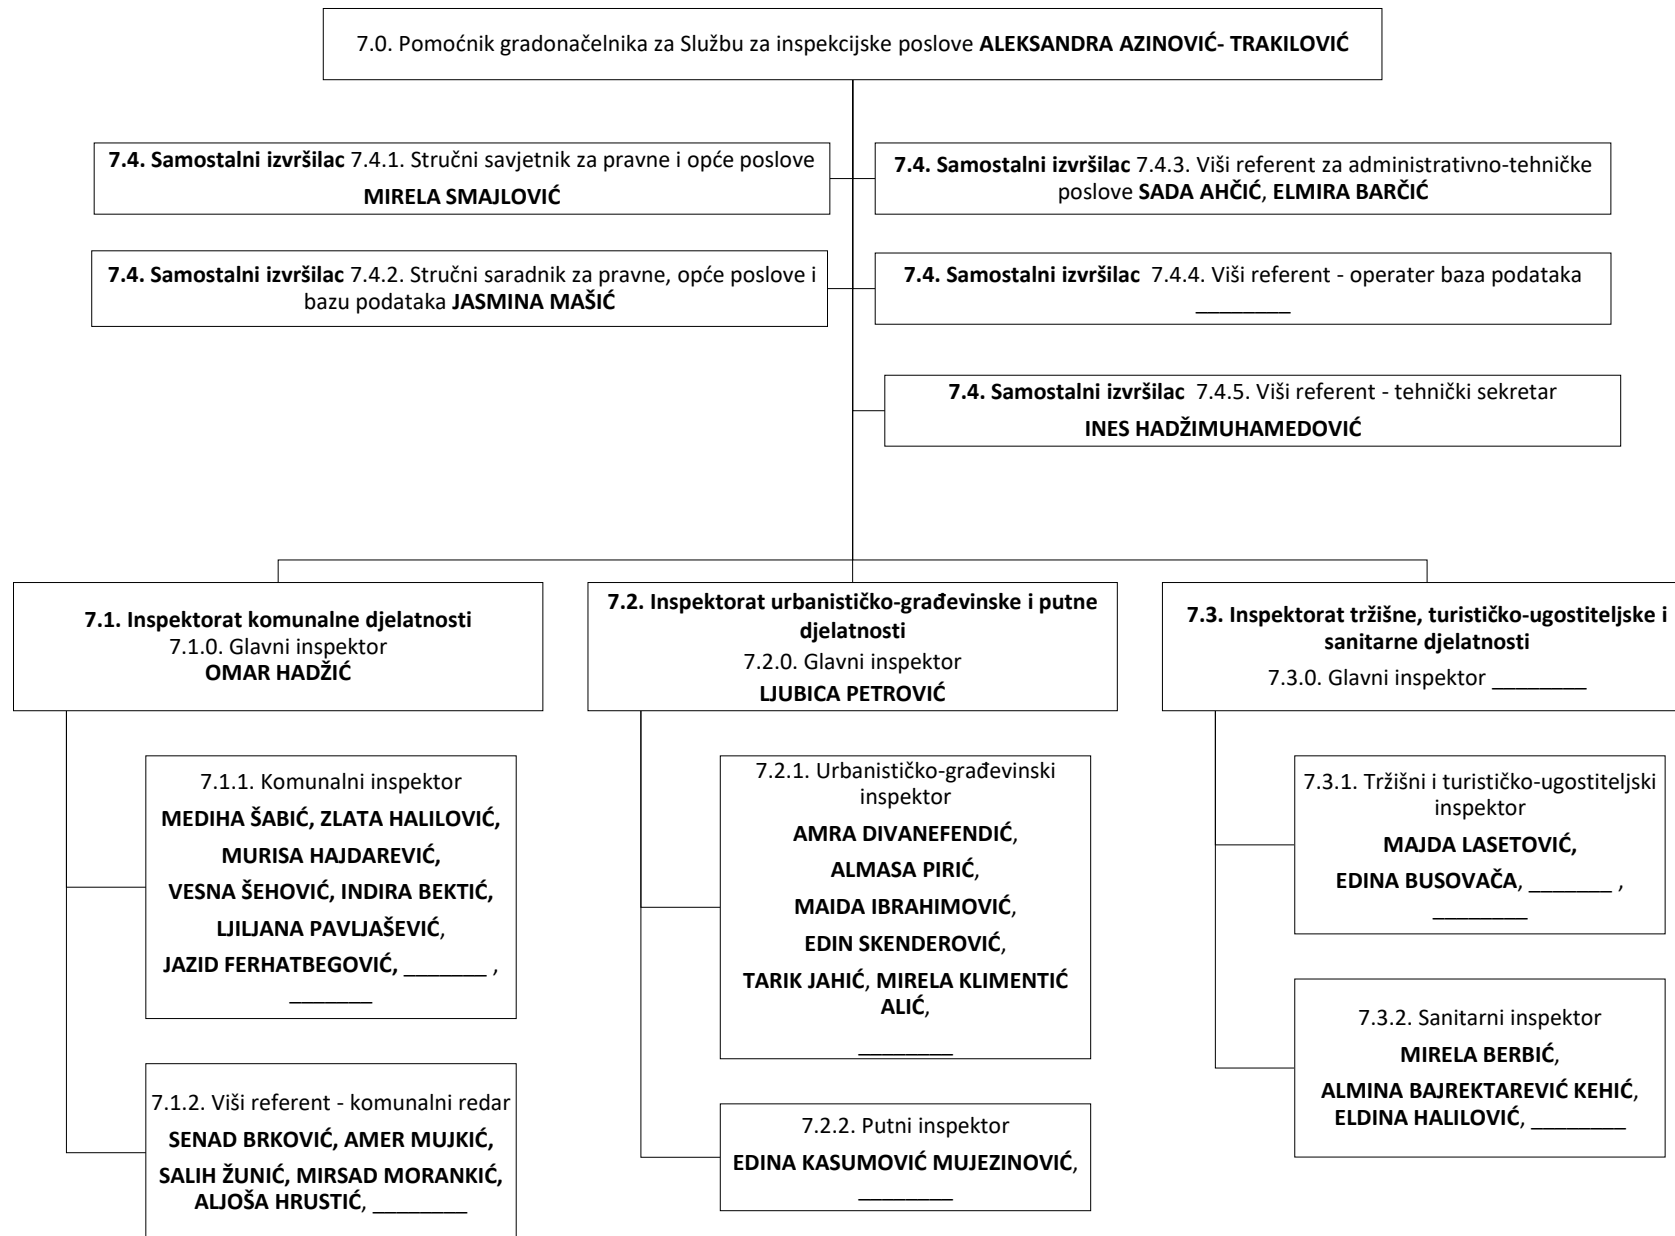 7.0. Pomoćnik gradonačelnika za Službu za inspekcijske poslove ALEKSANDRA AZINOVIĆ- TRAKILOVIĆ
7.4. Samostalni izvršilac 7.4.1. Stručni savjetnik za pravne i opće poslove
MIRELA SMAJLOVIĆ
7.4. Samostalni izvršilac 7.4.3. Viši referent za administrativno-tehničke
poslove SADA AHČIĆ, ELMIRA BARČIĆ
7.4. Samostalni izvršilac 7.4.2. Stručni saradnik za pravne, opće poslove i
bazu podataka JASMINA MAŠIĆ
7.4. Samostalni izvršilac 7.4.4. Viši referent - operater baza podataka
________
7.4. Samostalni izvršilac 7.4.5. Viši referent - tehnički sekretar
INES HADŽIMUHAMEDOVIĆ
7.1. Inspektorat komunalne djelatnosti
7.1.0. Glavni inspektor
OMAR HADŽIĆ
7.1.1. Komunalni inspektor
MEDIHA ŠABIĆ, ZLATA HALILOVIĆ,
MURISA HAJDAREVIĆ,
VESNA ŠEHOVIĆ, INDIRA BEKTIĆ,
LJILJANA PAVLJAŠEVIĆ,
JAZID FERHATBEGOVIĆ, _______ ,
_______
7.1.2. Viši referent - komunalni redar
SENAD BRKOVIĆ, AMER MUJKIĆ,
SALIH ŽUNIĆ, MIRSAD MORANKIĆ,
ALJOŠA HRUSTIĆ, ________
7.2. Inspektorat urbanističko-građevinske i putne
djelatnosti
7.2.0. Glavni inspektor
LJUBICA PETROVIĆ
7.2.1. Urbanističko-građevinski
inspektor
AMRA DIVANEFENDIĆ,
ALMASA PIRIĆ,
MAIDA IBRAHIMOVIĆ,
EDIN SKENDEROVIĆ,
TARIK JAHIĆ, MIRELA KLIMENTIĆ
ALIĆ,
________
7.2.2. Putni inspektor
EDINA KASUMOVIĆ MUJEZINOVIĆ,
________
7.3. Inspektorat tržišne, turističko-ugostiteljske i
sanitarne djelatnosti
7.3.0. Glavni inspektor ________
7.3.1. Tržišni i turističko-ugostiteljski
inspektor
MAJDA LASETOVIĆ,
EDINA BUSOVAČA, _______ ,
________
7.3.2. Sanitarni inspektor
MIRELA BERBIĆ,
ALMINA BAJREKTAREVIĆ KEHIĆ,
ELDINA HALILOVIĆ, ________